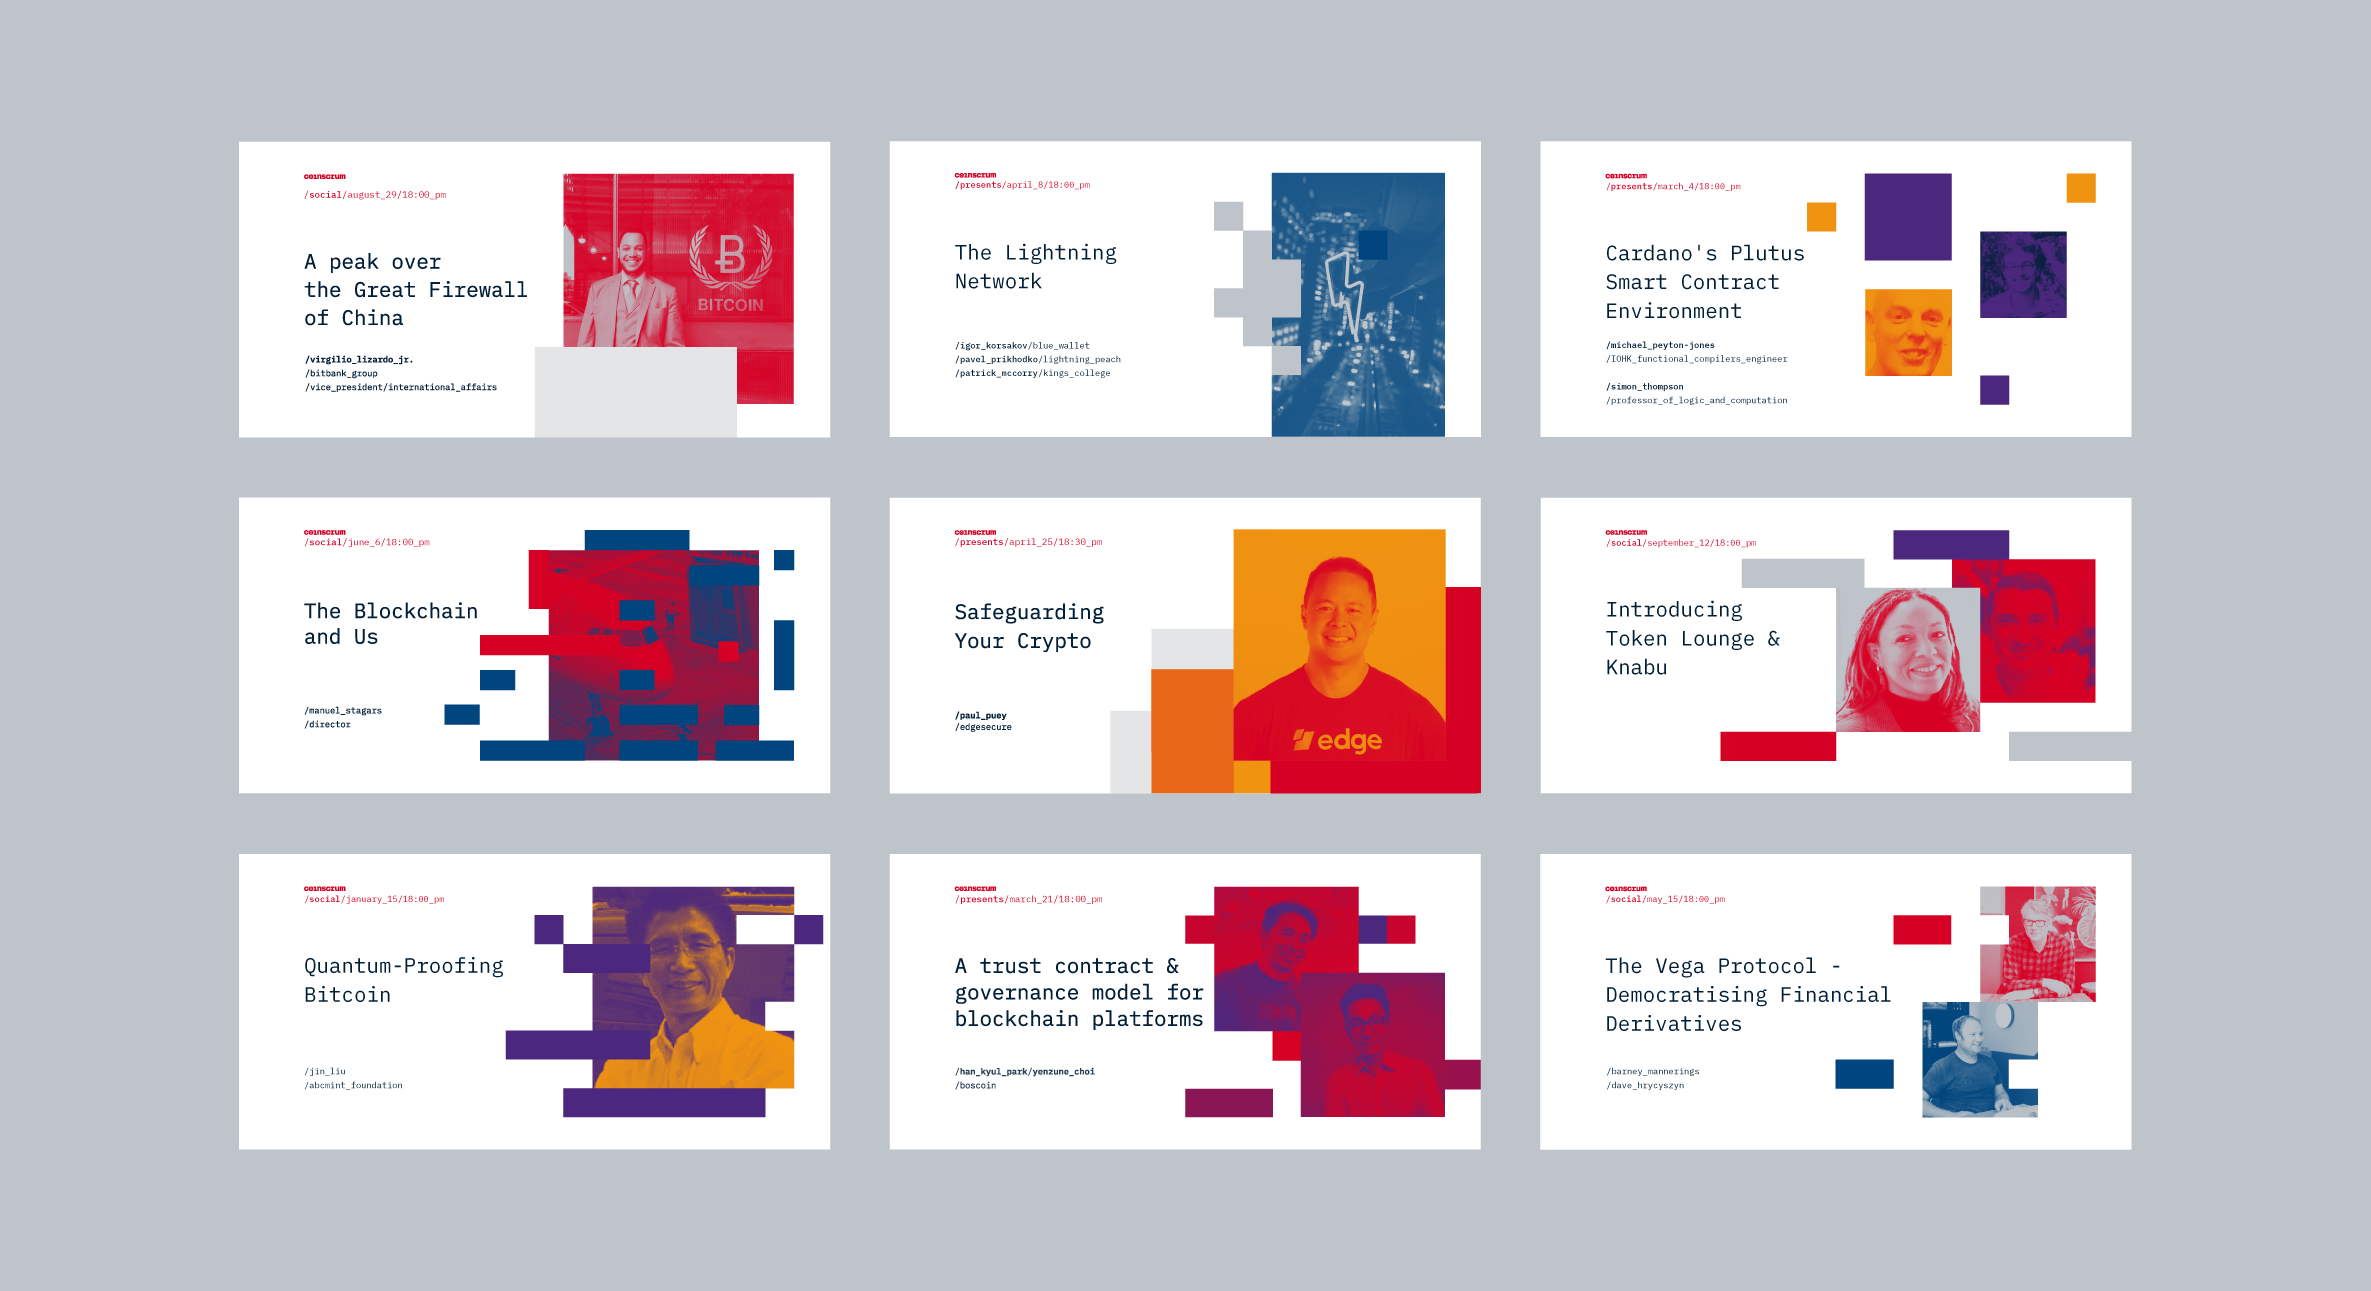 coinscrum
/social/august_29/18:00_pm
A peak over
the Great Firewall
of China
/virgilio_lizardo_jr.
/bitbank_group
/vice_president/international_affairs
B
BITCOIN
coinscrum
/presents/april_8/18:00_pm
The Lightning
Network
/igor_korsakov/blue_wallet
/pavel_prikhodko/lightning_peach
/patrick_mccorry/kings_college
coinscrum
/presents/march_4/18:00_pm
Cardano's Plutus
Smart Contract
Environment
/michael_peyton-jones
/IOHK_functional_compilers_engineer
/simon_thompson
/professor_of_logic_and_computation
coinscrum
/social/june_6/18:00_pm
The Blockchain
and Us
/manuel_stagars
/director
coinscrum
/presents/april_25/18:30_pm
Safeguarding
Your Crypto
/paul_puey
/edgesecure
edge
coinscrum
/social/september_12/18:00_pm
Introducing
Token Lounge &
Knabu
coinscrum
/social/january_15/18:00_pm
Quantum-Proofing
Bitcoin
/jin_liu
/abcmint_foundation
coinscrum
/presents/march_21/18:00_pm
A trust contract &
governance model for
blockchain platforms
/han_kyul_park/yenzune_choi
/boscoin
coinscrum
/social/may_15/18:00_pm
The Vega Protocol -
Democratising Financial
Derivatives
/barney_mannerings
/dave_hrycyszyn